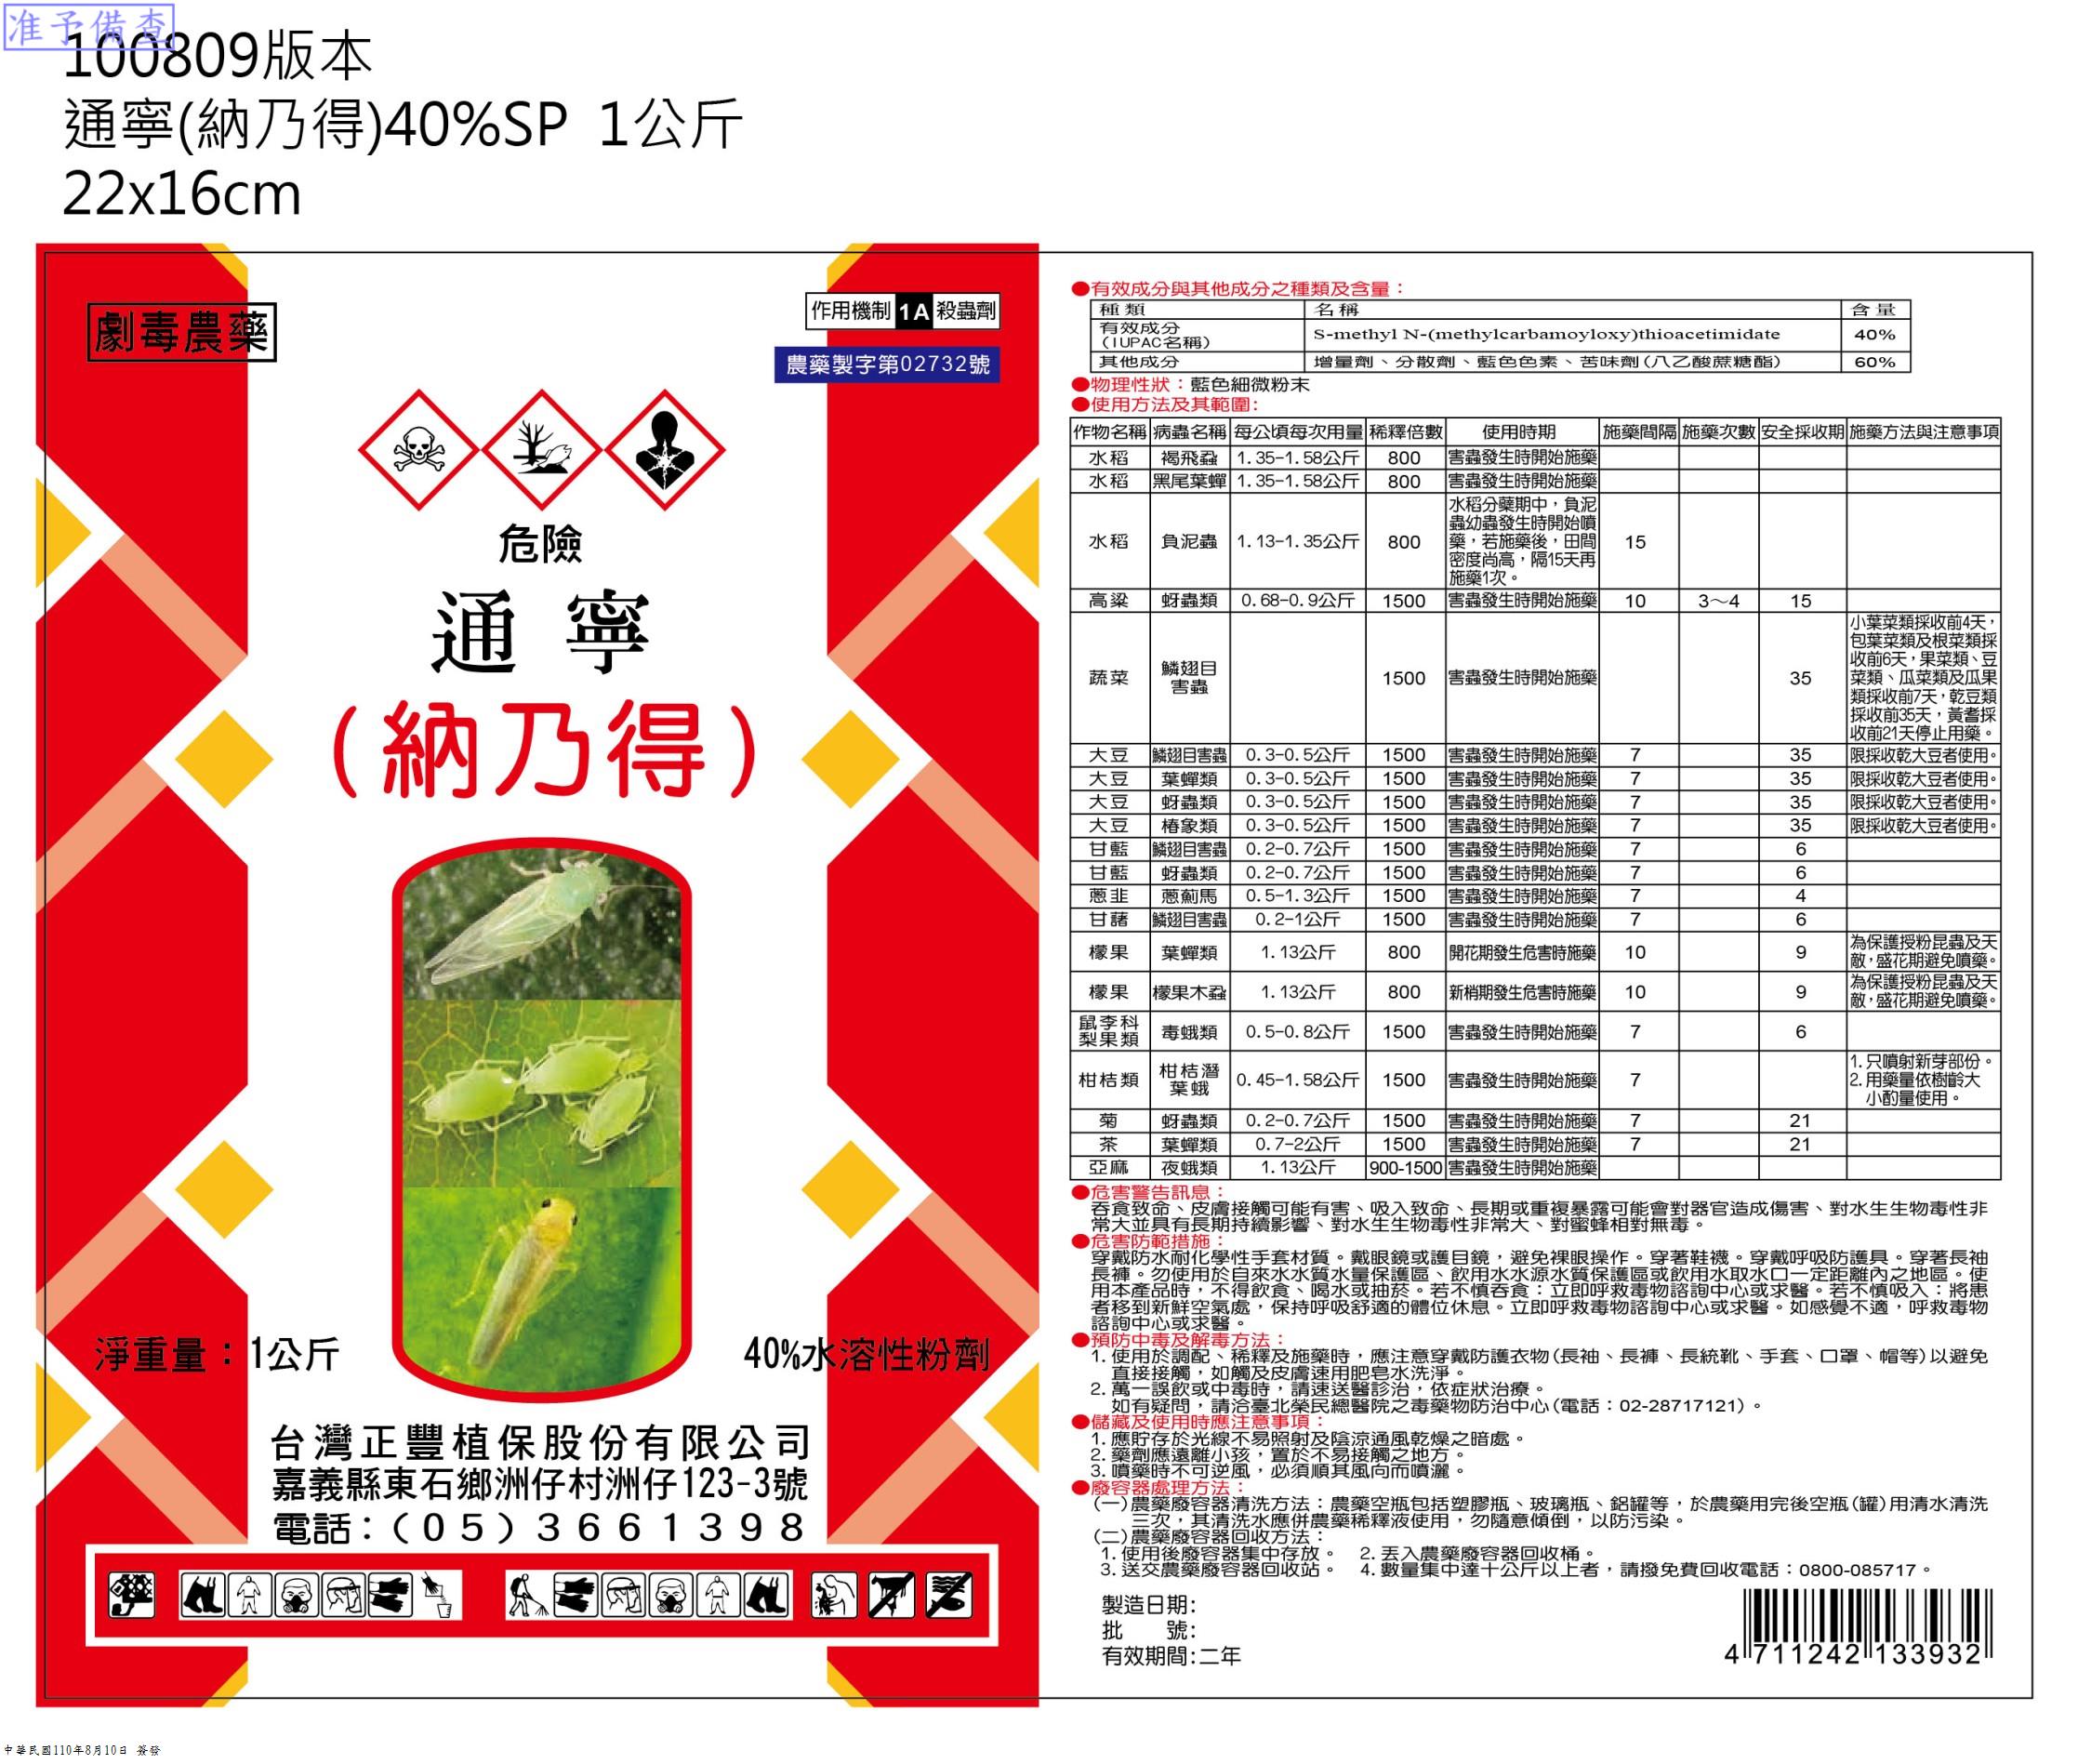 准予備查
100809版本
通寧(納乃得)40%SP 1公斤
22x16cm
劇毒農藥
作用機制 1A 殺蟲劑
農藥製字第02732號
危險
通寧
(納乃得)
淨重量：1公斤
40%水溶性粉劑
台灣正豐植保股份有限公司
嘉義縣東石鄉洲仔村洲仔123-3號
電話：(05)3661398
●有效成分與其他成分之種類及含量：
種類 名稱 含量
有效成分
(IUPAC名稱) S-methyl N-(methylcarbamoyloxy)thioacetimidate 40%
其他成分 增量劑、分散劑、藍色色素、苦味劑(八乙酸蔗糖酯) 60%
●物理性狀：藍色細微粉末
●使用方法及其範圍:
作物名稱 病蟲名稱 每公頃每次用量 稀釋倍數 使用時期 施藥間隔 施藥次數 安全採收期 施藥方法與注意事項
水稻 褐飛蝨 1.35-1.58公斤 800 害蟲發生時開始施藥
水稻 黑尾葉蟬 1.35-1.58公斤 800 害蟲發生時開始施藥
水稻 負泥蟲 1.13-1.35公斤 800
水稻分蘗期中，負泥
蟲幼蟲發生時開始噴
藥，若施藥後，田間
密度尚高，隔15天再
施藥1次。
15
高粱 蚜蟲類 0.68-0.9公斤 1500 害蟲發生時開始施藥 10 3～4 15
蔬菜
鱗翅目
害蟲
1500 害蟲發生時開始施藥 35
小葉菜類採收前4天，
包葉菜類及根菜類採
收前6天，果菜類、豆
菜類、瓜菜類及瓜果
類採收前7天，乾豆類
採收前35天，黃耆採
收前21天停止用藥。
大豆 鱗翅目害蟲 0.3-0.5公斤 1500 害蟲發生時開始施藥 7 35 限採收乾大豆者使用。
大豆 葉蟬類 0.3-0.5公斤 1500 害蟲發生時開始施藥 7 35 限採收乾大豆者使用。
大豆 蚜蟲類 0.3-0.5公斤 1500 害蟲發生時開始施藥 7 35 限採收乾大豆者使用。
大豆 椿象類 0.3-0.5公斤 1500 害蟲發生時開始施藥 7 35 限採收乾大豆者使用。
甘藍 鱗翅目害蟲 0.2-0.7公斤 1500 害蟲發生時開始施藥 7 6
甘藍 蚜蟲類 0.2-0.7公斤 1500 害蟲發生時開始施藥 7 6
蔥韭 蔥薊馬 0.5-1.3公斤 1500 害蟲發生時開始施藥 7 4
甘藷 鱗翅目害蟲 0.2-1公斤 1500 害蟲發生時開始施藥 7 6
檬果 葉蟬類 1.13公斤 800 開花期發生危害時施藥 10 9
為保護授粉昆蟲及天
敵，盛花期避免噴藥。
檬果 檬果木蝨 1.13公斤 800 新梢期發生危害時施藥 10 9
為保護授粉昆蟲及天
敵，盛花期避免噴藥。
鼠李科
梨果類
毒蛾類 0.5-0.8公斤 1500 害蟲發生時開始施藥 7 6
柑桔類
柑桔潛
葉蛾
0.45-1.58公斤 1500 害蟲發生時開始施藥 7
1.只噴射新芽部份。
2.用藥量依樹齡大
小酌量使用。
菊 蚜蟲類 0.2-0.7公斤 1500 害蟲發生時開始施藥 7 21
茶 葉蟬類 0.7-2公斤 1500 害蟲發生時開始施藥 7 21
亞麻 夜蛾類 1.13公斤 900-1500 害蟲發生時開始施藥
●危害警告訊息：
吞食致命、皮膚接觸可能有害、吸入致命、長期或重複暴露可能會對器官造成傷害、對水生生物毒性非
常大並具有長期持續影響、對水生生物毒性非常大、對蜜蜂相對無毒。
●危害防範措施：
穿戴防水耐化學性手套材質。戴眼鏡或護目鏡，避免裸眼操作。穿著鞋襪。穿戴呼吸防護具。穿著長袖
長褲。勿使用於自來水水質水量保護區、飲用水水源水質保護區或飲用水取水口一定距離內之地區。使
用本產品時，不得飲食、喝水或抽菸。若不慎吞食：立即呼救毒物諮詢中心或求醫。若不慎吸入：將患
者移到新鮮空氣處，保持呼吸舒適的體位休息。立即呼救毒物諮詢中心或求醫。如感覺不適，呼救毒物
諮詢中心或求醫。
●預防中毒及解毒方法：
1.使用於調配、稀釋及施藥時，應注意穿戴防護衣物(長袖、長褲、長統靴、手套、口罩、帽等)以避免
直接接觸，如觸及皮膚速用肥皂水洗淨。
2.萬一誤飲或中毒時，請速送醫診治，依症狀治療。
如有疑問，請洽臺北榮民總醫院之毒藥物防治中心(電話：02-28717121)。
●儲藏及使用時應注意事項：
1.應貯存於光線不易照射及陰涼通風乾燥之暗處。
2.藥劑應遠離小孩，置於不易接觸之地方。
3.噴藥時不可逆風，必須順其風向而噴灑。
●廢容器處理方法：
(一)農藥廢容器清洗方法：農藥空瓶包括塑膠瓶、玻璃瓶、鋁罐等，於農藥用完後空瓶(罐)用清水清洗
三次，其清洗水應併農藥稀釋液使用，勿隨意傾倒，以防污染。
(二)農藥廢容器回收方法：
1.使用後廢容器集中存放。 2.丟入農藥廢容器回收桶。
3.送交農藥廢容器回收站。 4.數量集中達十公斤以上者，請撥免費回收電話：0800-085717。
製造日期:
批 號:
有效期間:二年
4 711242 133932
中華民國110年8月10日 簽發